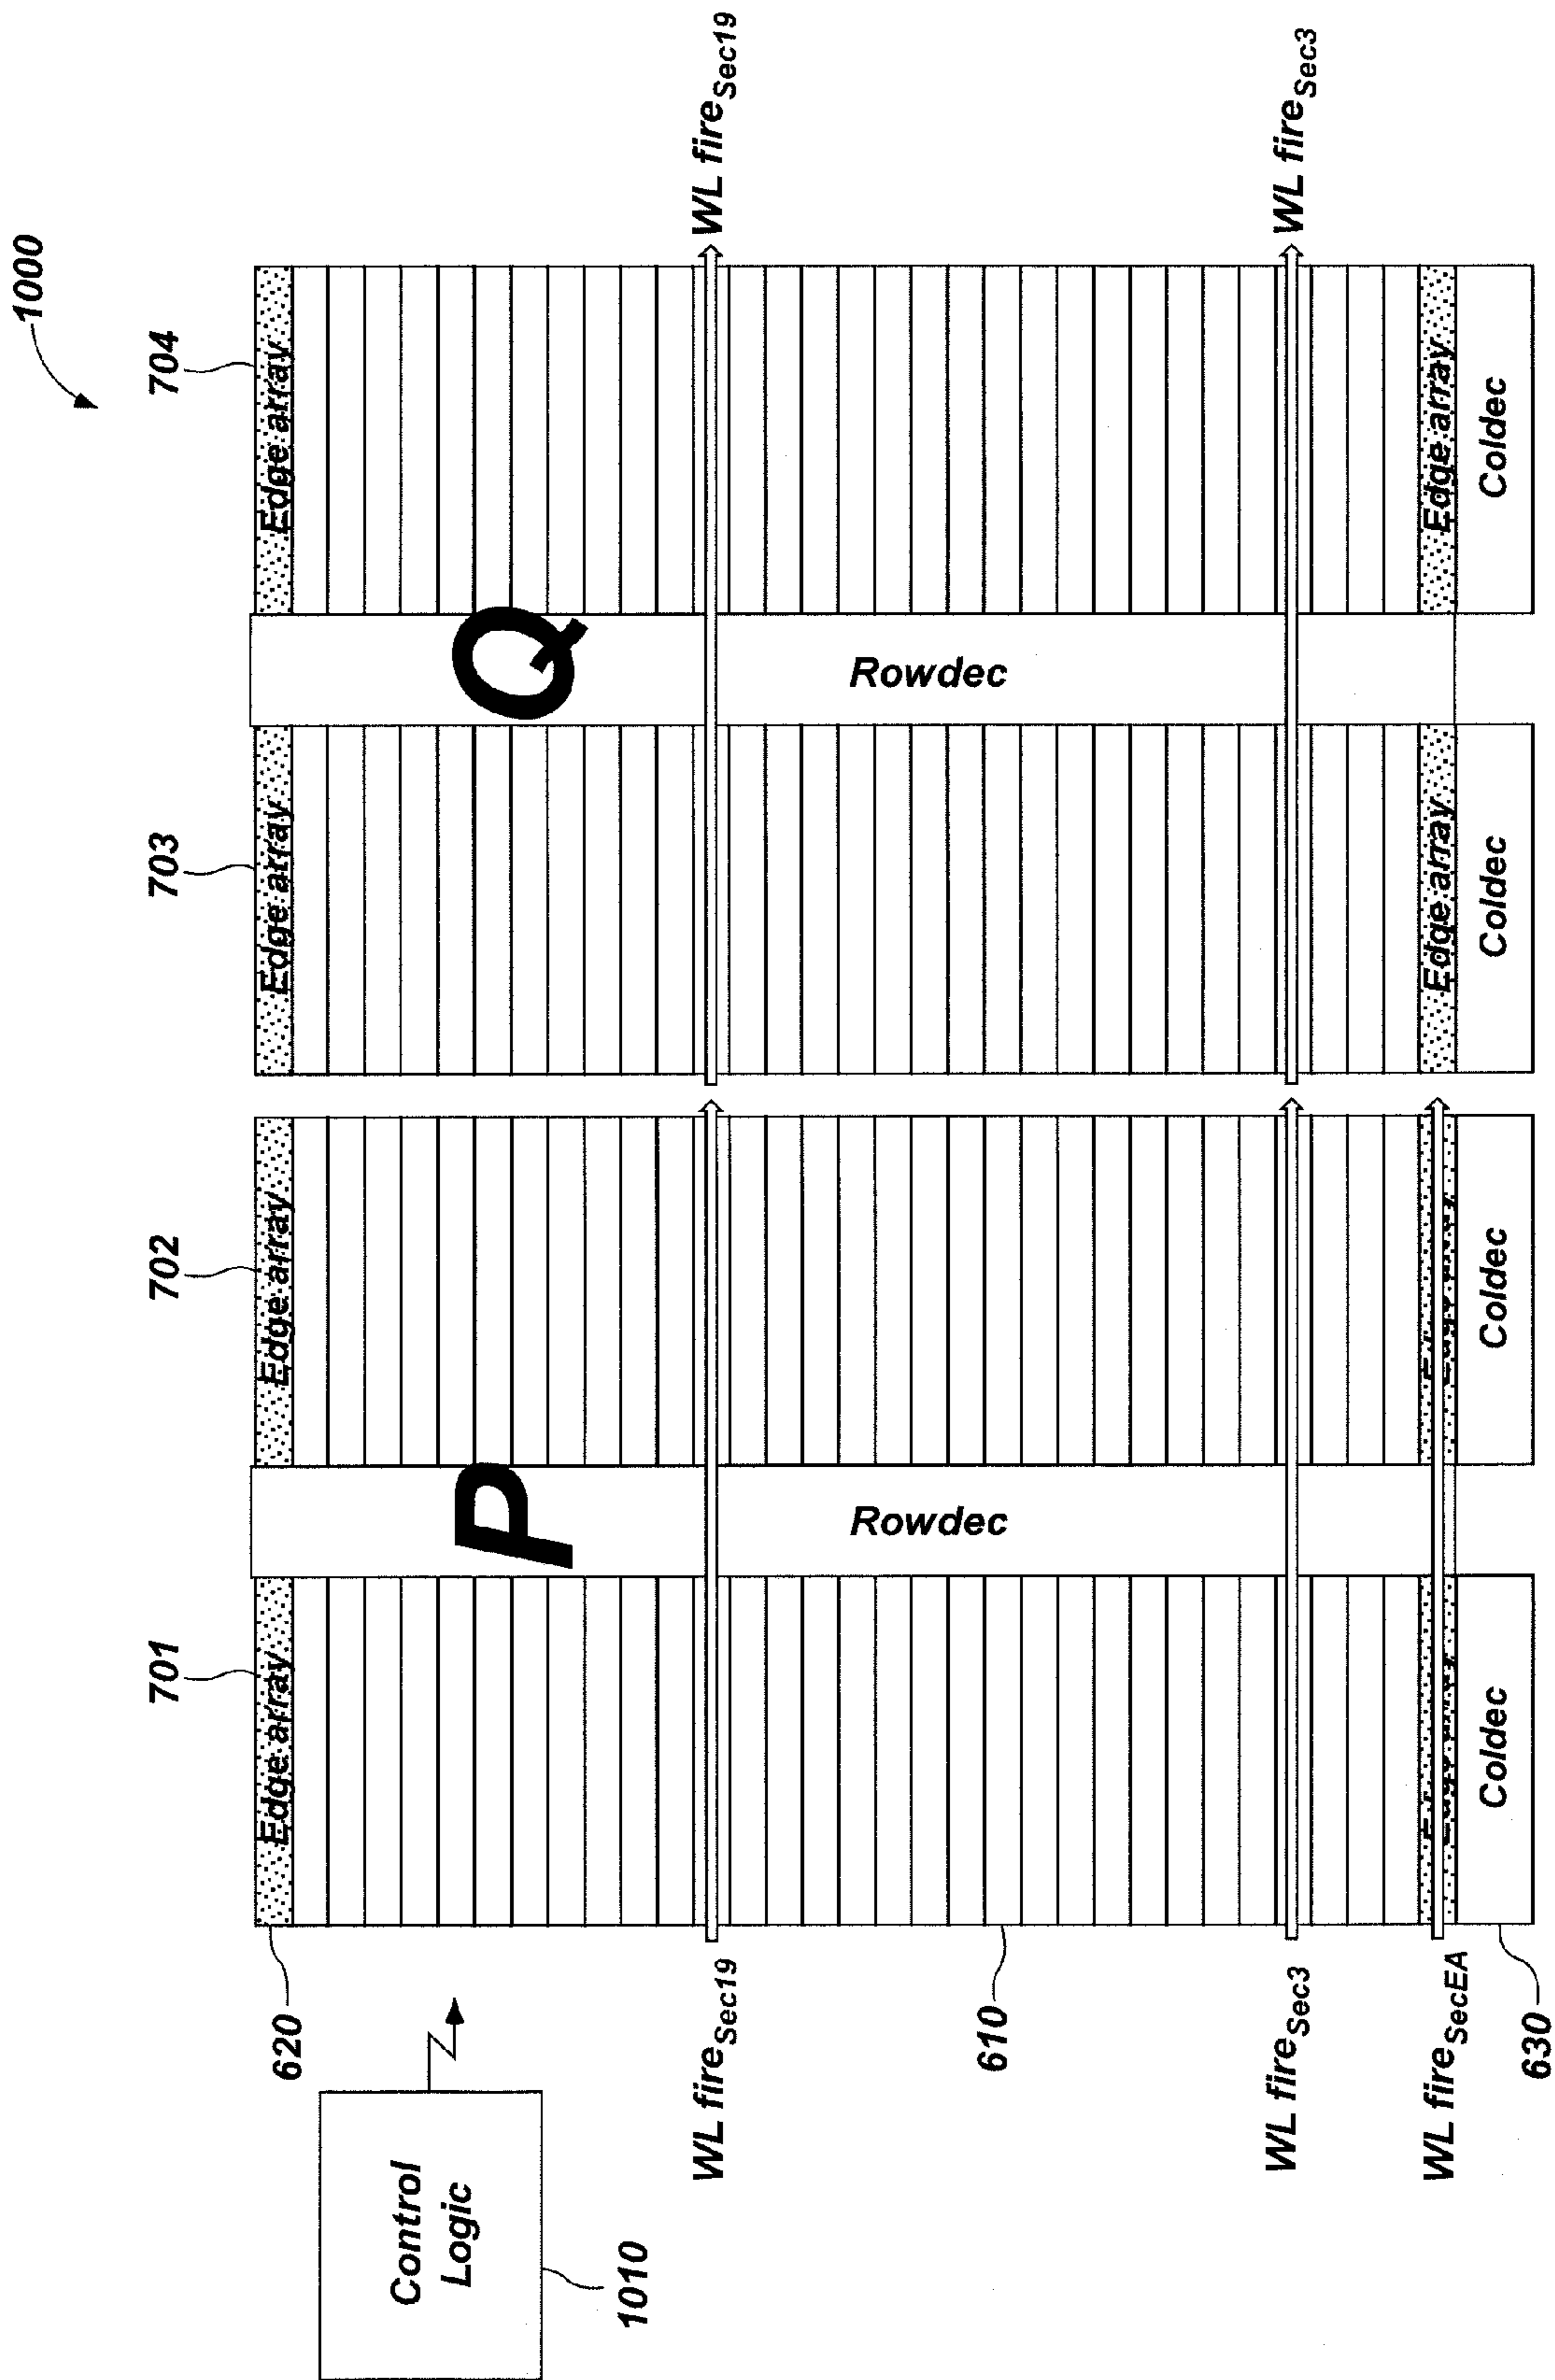 1000
701
702
703
704
Edge array
Edge array
Edge array
Edge array
620
Control
Logic
1010
P
Q
WL fireSec19
WL fireSec19
Rowdec
Rowdec
610
WL fireSec3
WL fireSec3
WL fireSecEA
Edge array
Edge array
Coldec
Coldec
Coldec
Coldec
630